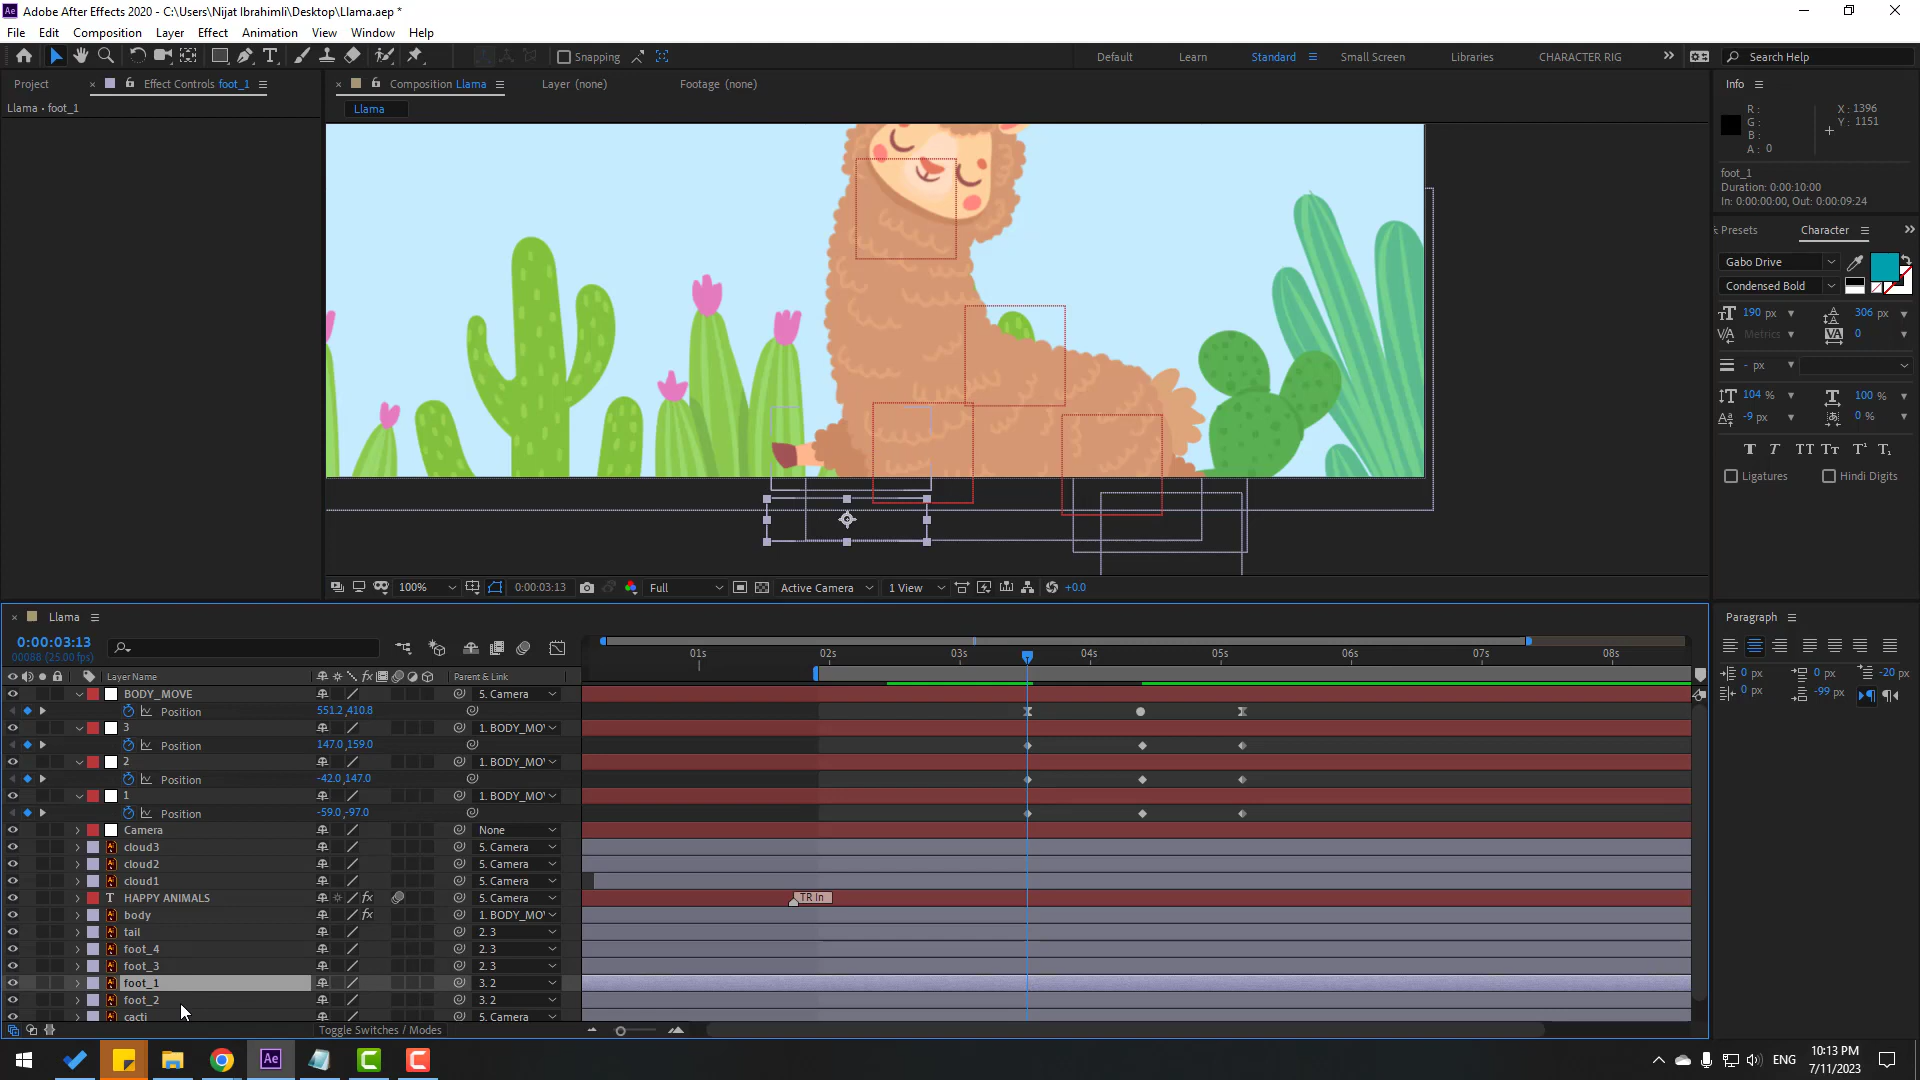 Adobe After Effects 2020 - C:\Users\Nijat Ibrahimli\Desktop\Llama.aep *
File Edit Composition Layer Effect Animation View Window Help
Snapping
Default Learn Standard Small Screen Libraries CHARACTER RIG Search Help
Project Effect Controls foot_1 Composition Llama Layer (none) Footage (none) Info
Llama • foot_1
Llama
R :
G :
B :
A : 0
X : 1396
Y : 1151
foot_1
Duration: 0:00:10:00
In: 0:00:00:00, Out: 0:00:09:24
Presets Character
Gabo Drive
Condensed Bold
190 px 306 px
Metrics 0
- px
104 % 100 %
-9 px 0 %
Ligatures Hindi Digits
100% 0:00:03:13 Full Active Camera 1 View +0.0
Llama
0:00:03:13
00088 (25.00 fps)
01s 02s 03s 04s 05s 06s 07s 08s
Layer Name Parent & Link
BODY_MOVE 5. Camera
Position 551.2,410.8
3 1. BODY_MO
Position 147.0,159.0
2 1. BODY_MO
Position -42.0,147.0
1 1. BODY_MO
Position -59.0,-97.0
Camera None
cloud3 5. Camera
cloud2 5. Camera
cloud1 5. Camera
HAPPY ANIMALS 5. Camera TR In
body 1. BODY_MO
tail 2. 3
foot_4 2. 3
foot_3 2. 3
foot_1 3. 2
foot_2 3. 2
cacti 5. Camera
Toggle Switches / Modes
Paragraph
0 px 0 px -20 px
0 px -99 px
ENG
10:13 PM
7/11/2023